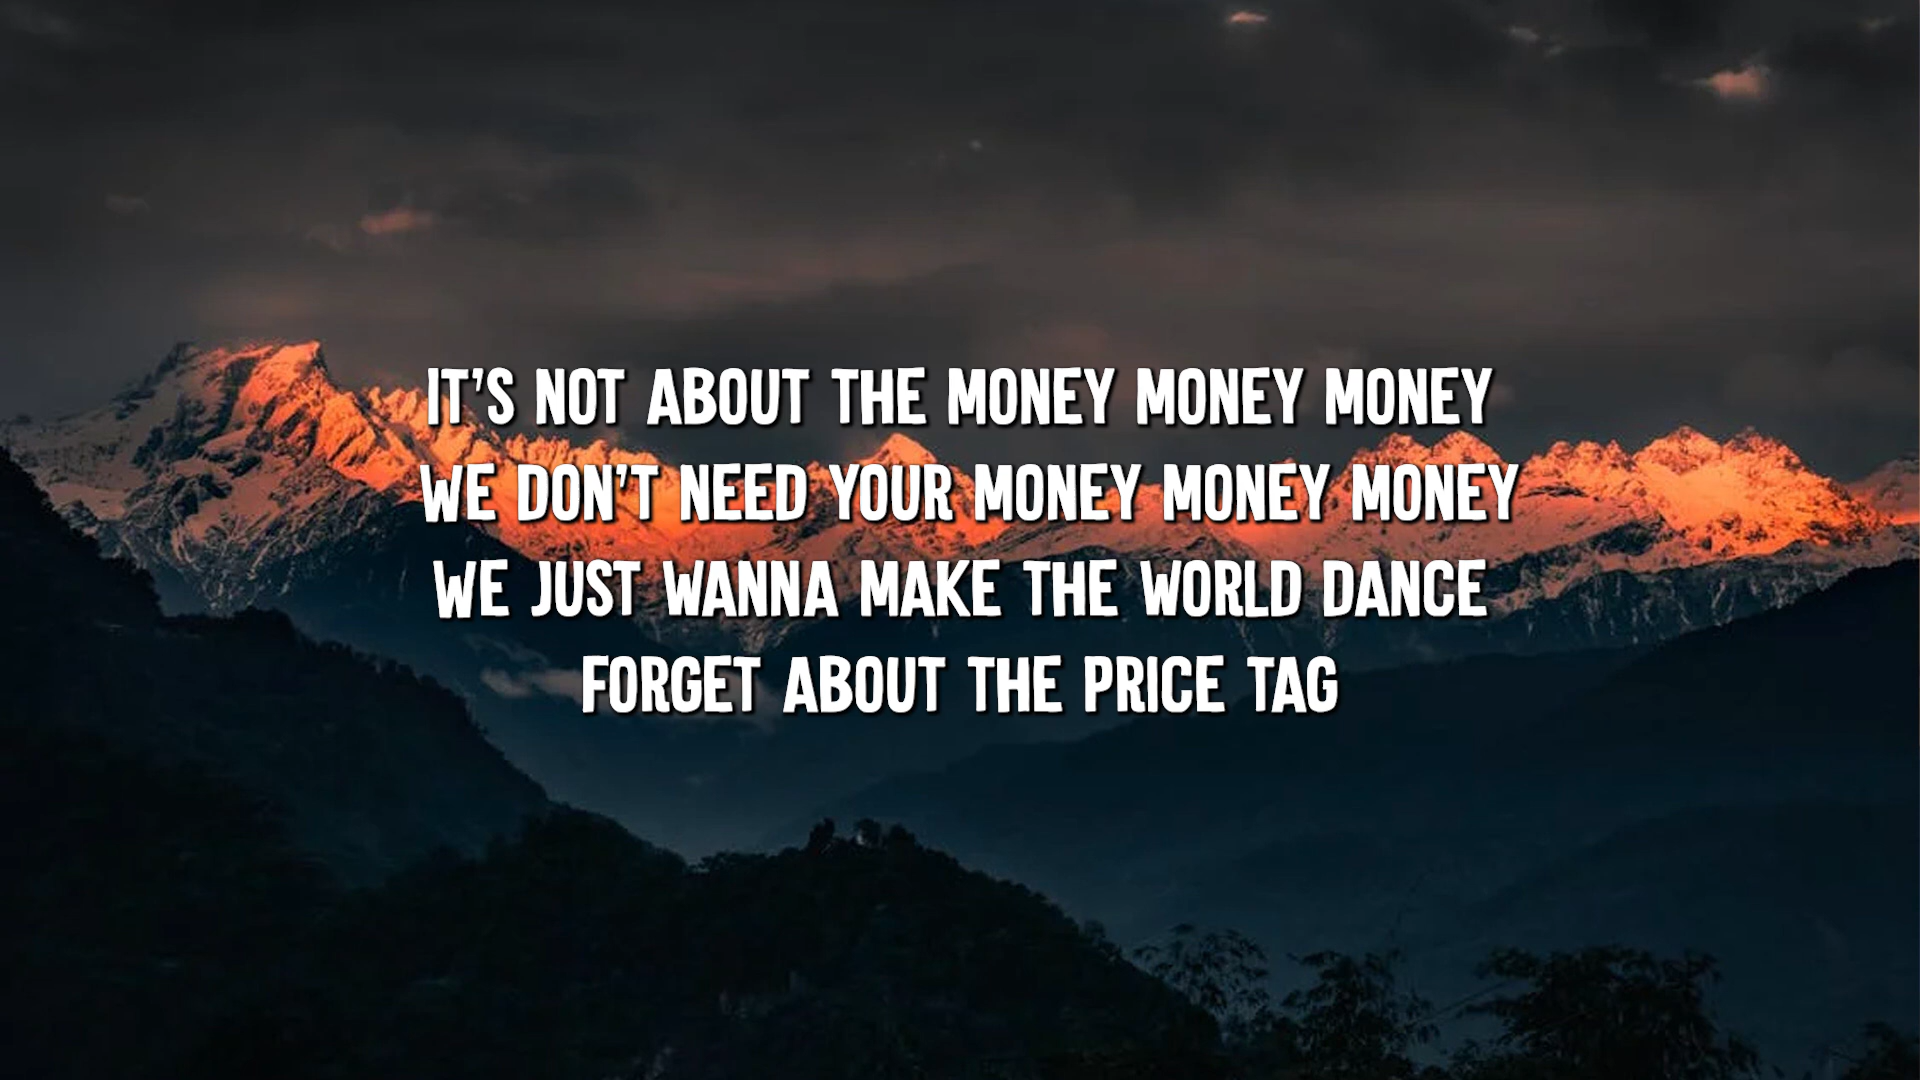 IT'S NOT ABOUT THE MONEY MONEY MONEY
WE DON'T NEED YOUR MONEY MONEY MONEY
WE JUST WANNA MAKE THE WORLD DANCE
FORGET ABOUT THE PRICE TAG